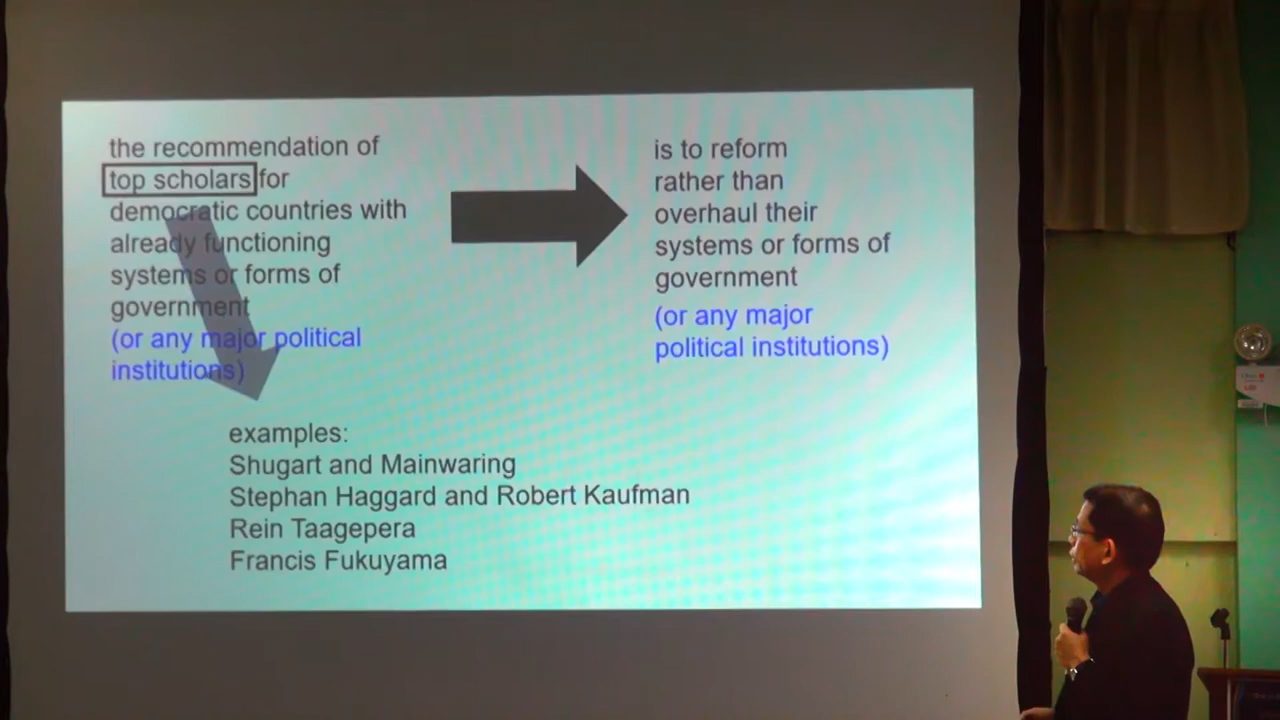 the recommendation of
top scholars for
democratic countries with
already functioning
systems or forms of
government
(or any major political
institutions)
is to reform
rather than
overhaul their
systems or forms of
government
(or any major
political institutions)
examples:
Shugart and Mainwaring
Stephan Haggard and Robert Kaufman
Rein Taagepera
Francis Fukuyama